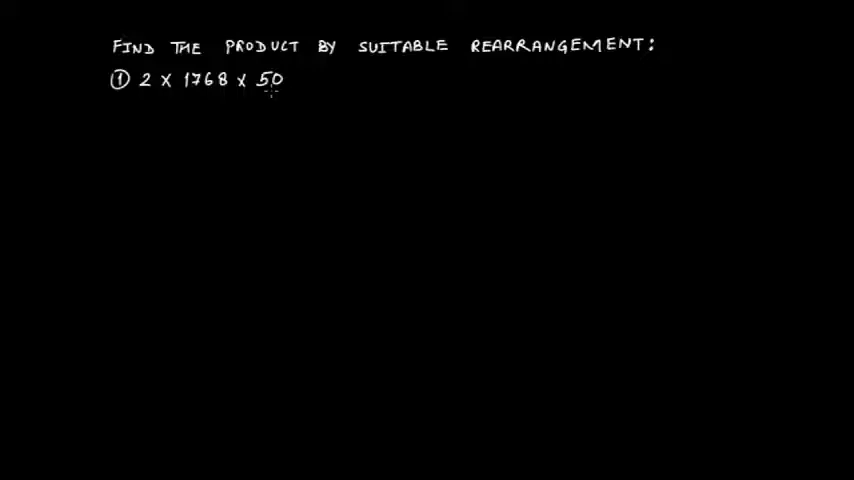 FIND THE PRODUCT BY SUITABLE REARRANGEMENT:
① 2 × 1768 × 50